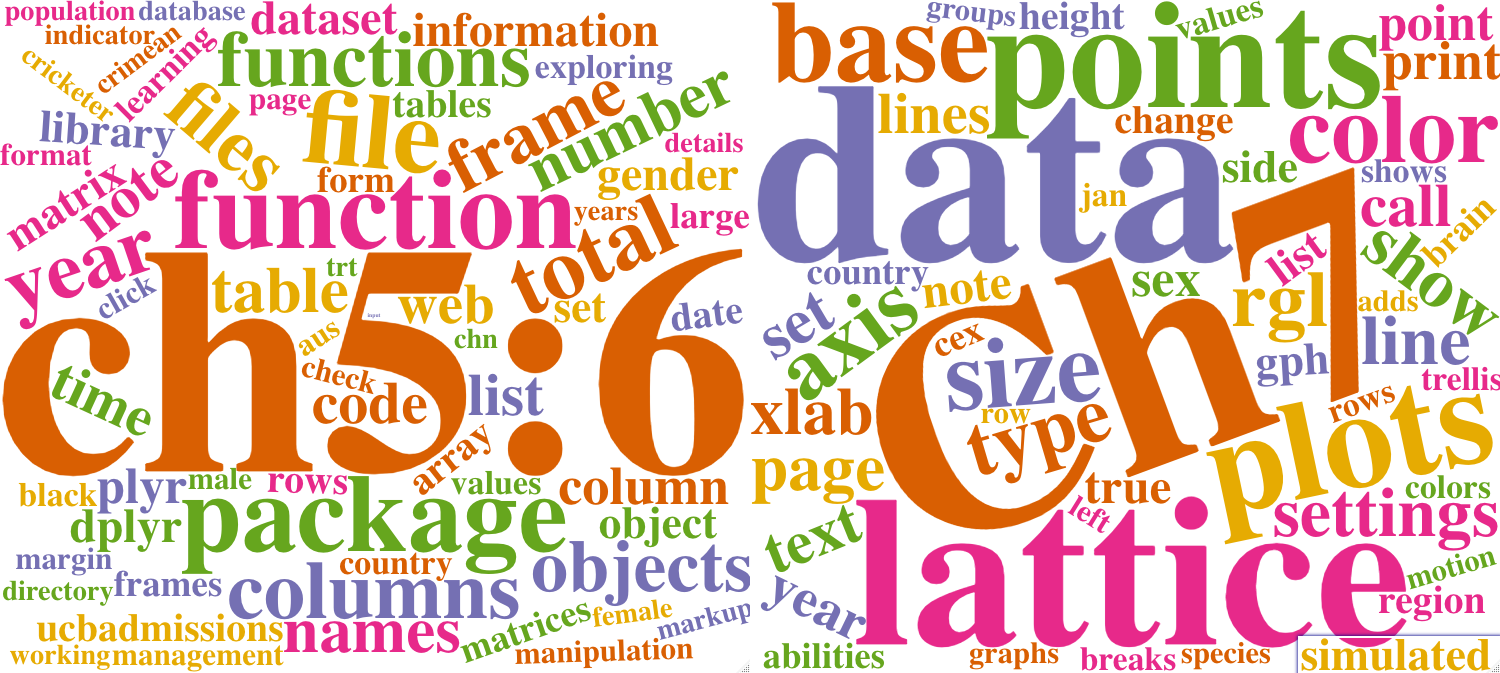 population database
dataset
information
indicator
crimean
learning
cricketer
functions
exploring
page
tables
files
file
frame
number
library
details
format
form
gender
matrix
note
function
years
large
year
total
click
table
trt
web
set
date
input
aus
chn
ch5:6
check
time
code
list
array
black
plyr
male
rows
values
column
dplyr
package
object
margin
country
objects
directory
frames
columns
ucbadmissions
names
matrices
female
markup
working
management
manipulation
groups
height
values
point
base
points
print
lines
change
color
data
side
shows
jan
call
brain
country
sex
list
show
set
axis
note
rgl
adds
cex
size
gph
line
ch7
trellis
xlab
row
type
rows
page
plots
true
colors
left
settings
text
lattice
motion
year
region
abilities
graphs
breaks
species
simulated